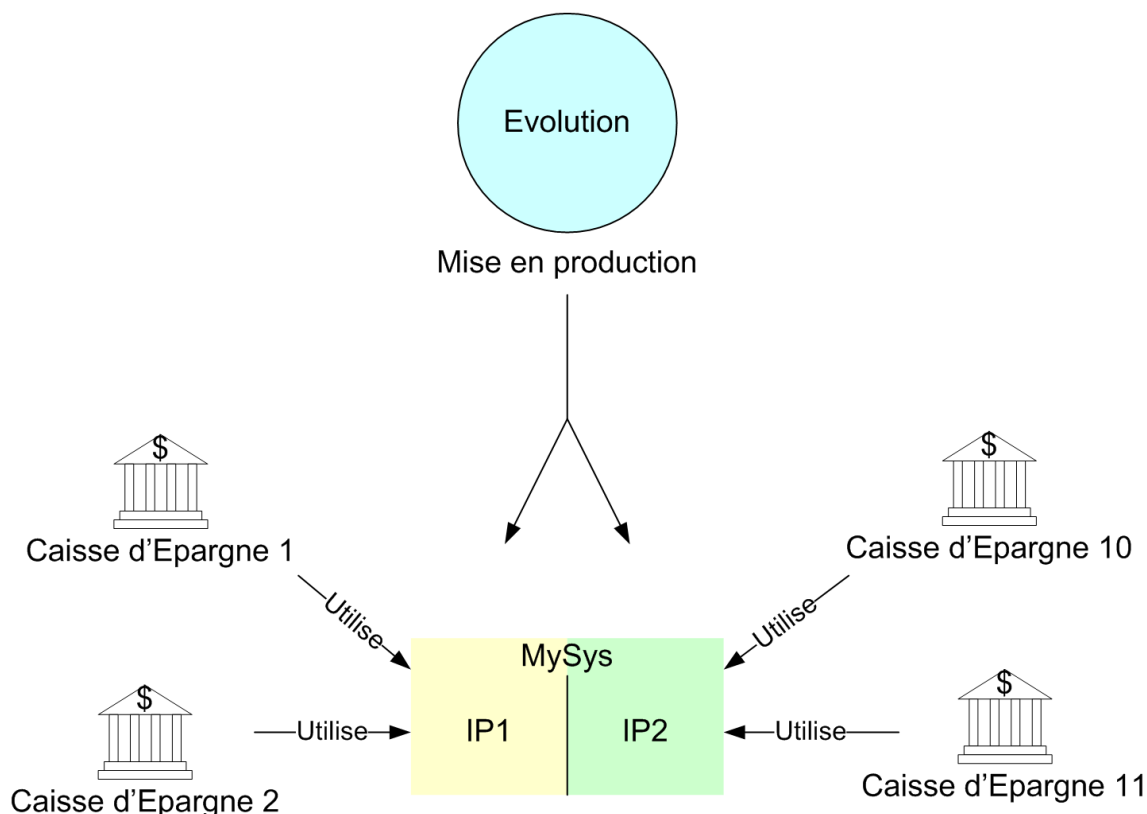 Evolution
Mise en production
$
$
Caisse d'Epargne 1
Caisse d'Epargne 10
Utilise
Utilise
MySys
$
$
Utilise
IP1
IP2
Utilise
Caisse d'Epargne 2
Caisse d'Epargne 11